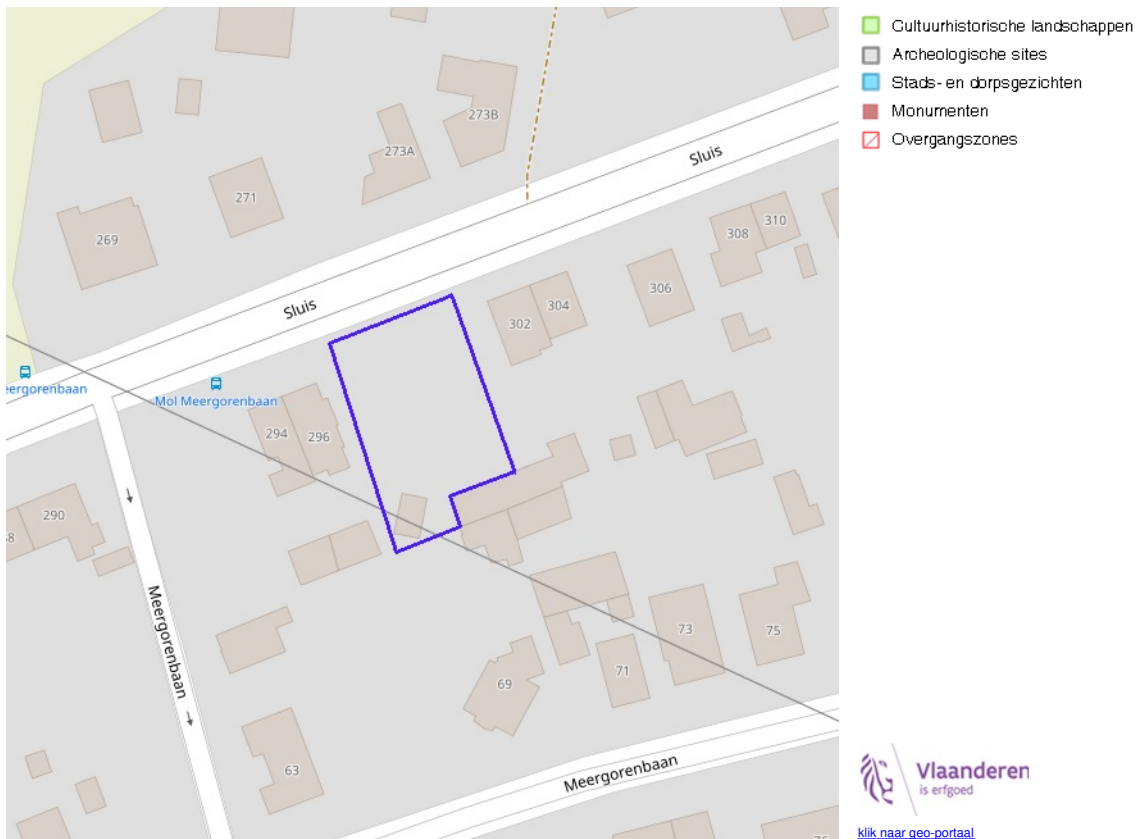 Cultuurhistorische landschappen
Archeologische sites
Stads- en dorpsgezichten
Monumenten
Overgangszones
273B
273A
Sluis
271
269
310
308
306
304
302
Sluis
eergorenbaan
Mol Meergorenbaan
294
296
290
8
Meergorenbaan
73
75
71
69
63
Meergorenbaan
Vlaanderen
is erfgoed
klik naar geo-portaal